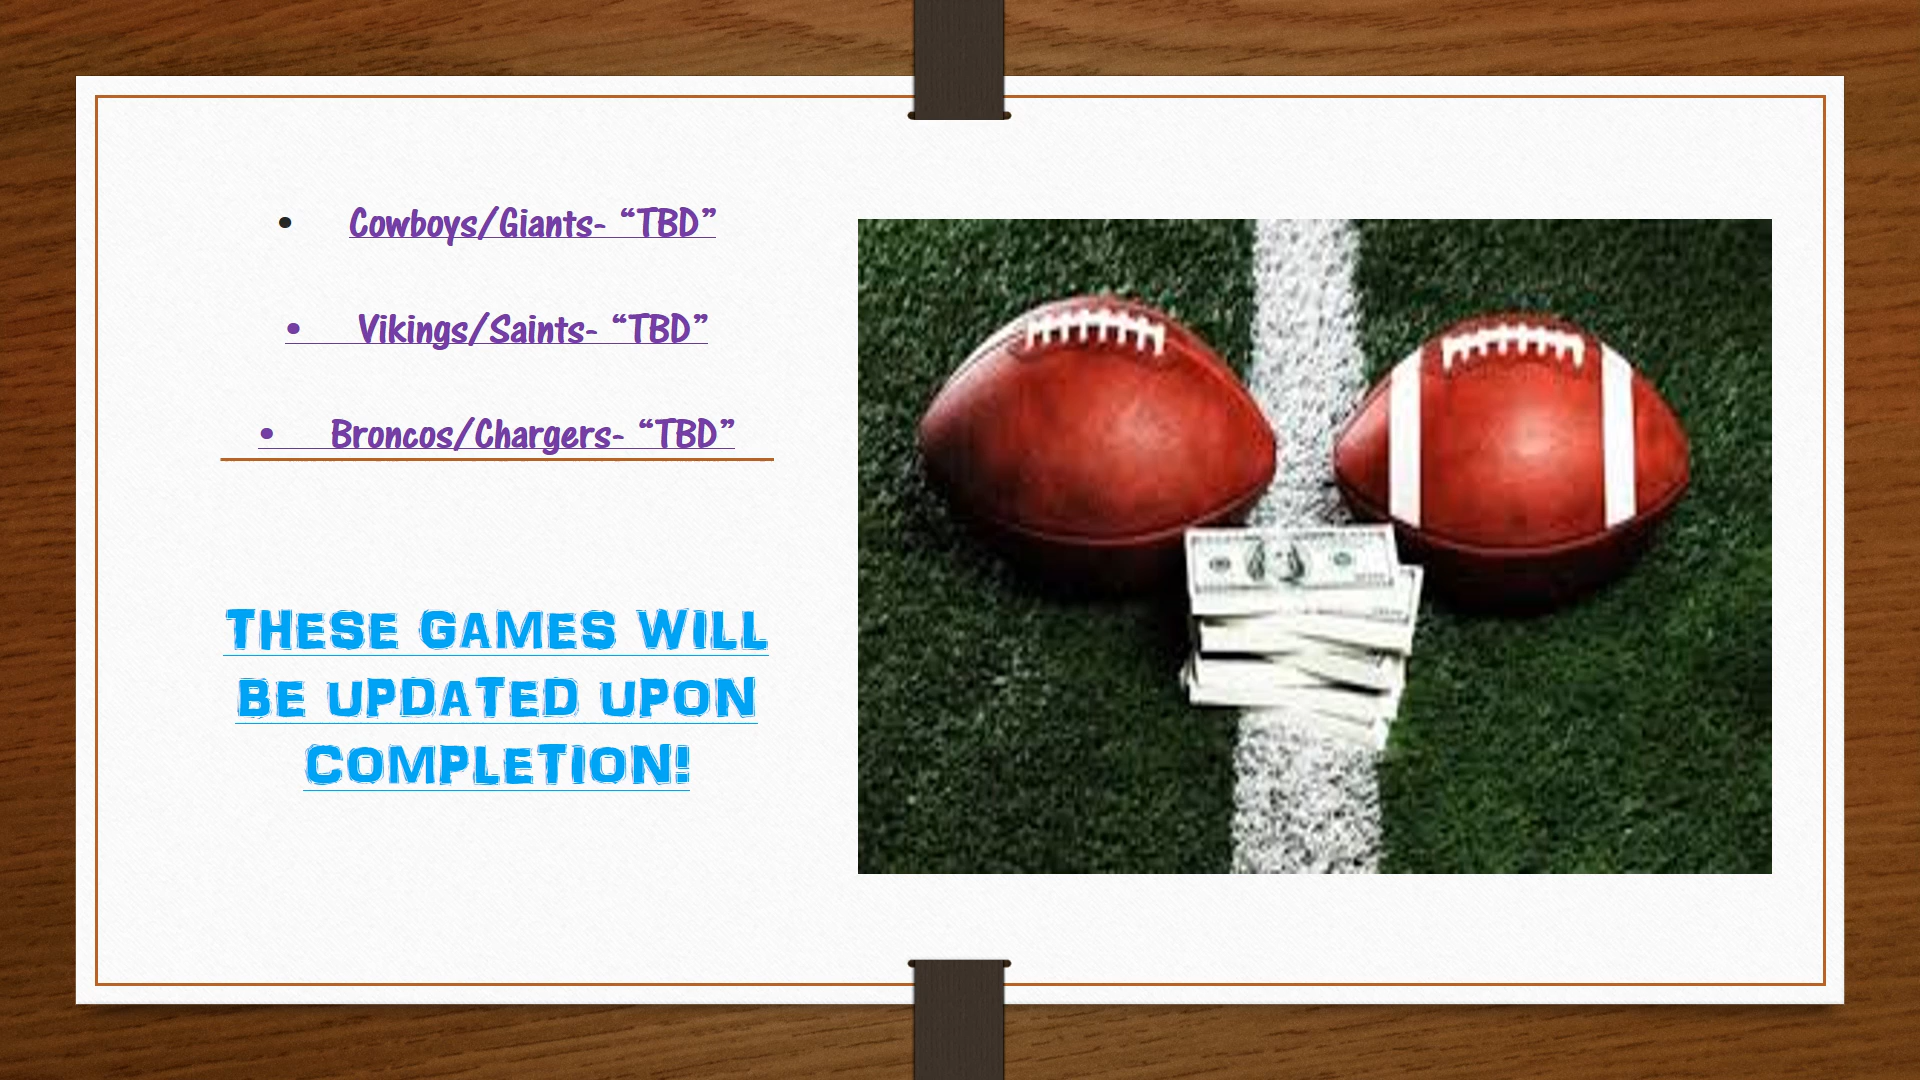 • Cowboys/Giants- “TBD”
• Vikings/Saints- “TBD”
• Broncos/Chargers- “TBD”
THESE GAMES WILL
BE UPDATED UPON
COMPLETION!